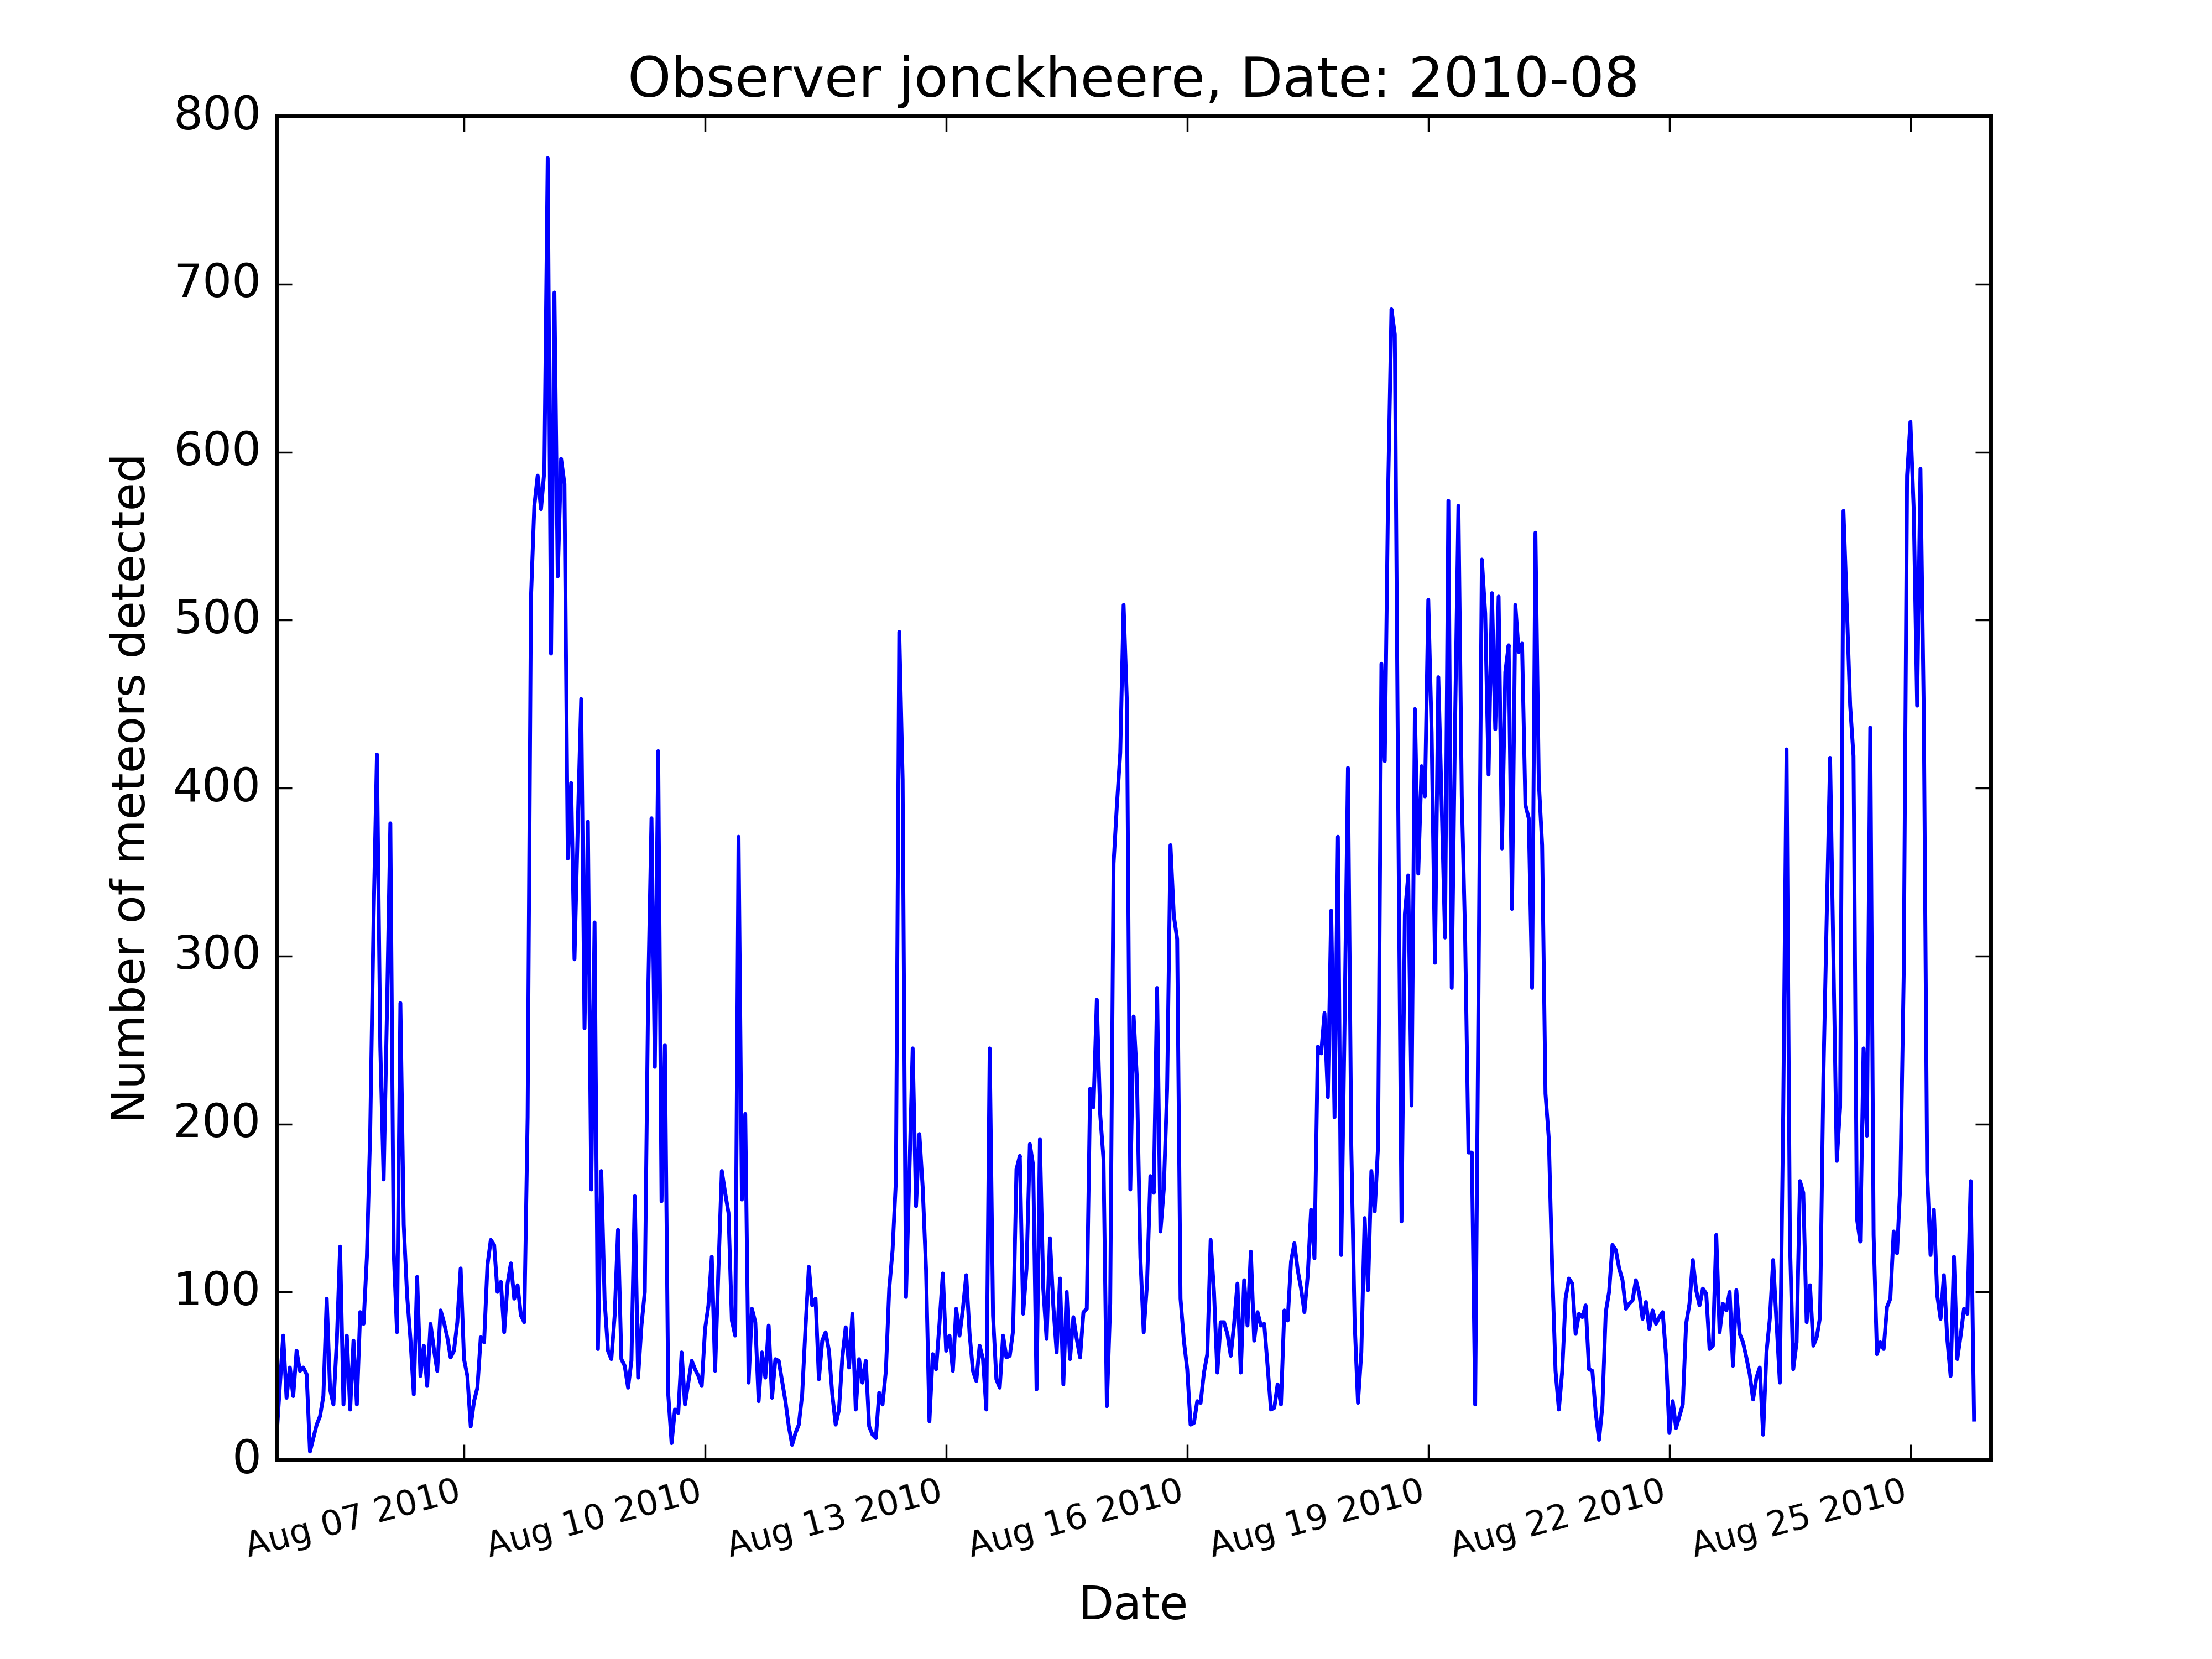 Observer jonckheere, Date: 2010-08
800
700
600
500
400
300
200
100
0
Number of meteors detected
Aug 07 2010
Aug 10 2010
Aug 13 2010
Aug 16 2010
Aug 19 2010
Aug 22 2010
Aug 25 2010
Date